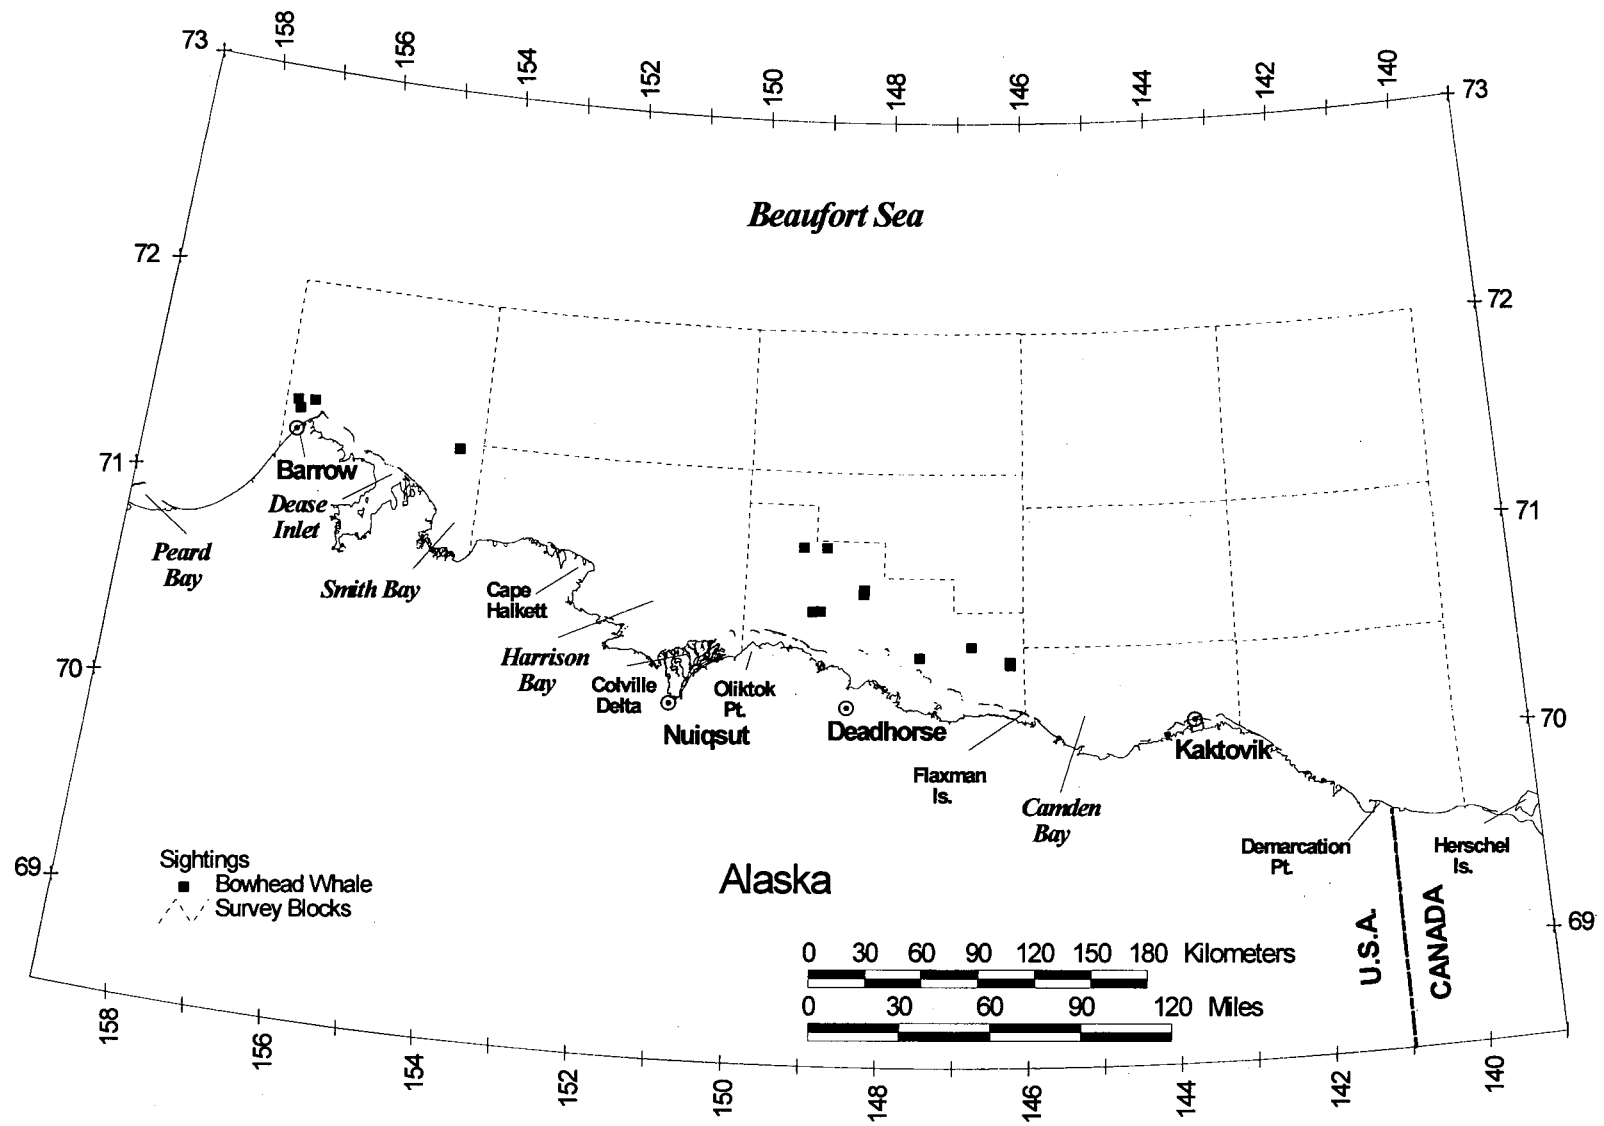 73
158
156
154
152
150
148
146
144
142
140
73
Beaufort Sea
72
72
71
Barrow
Dease
Inlet
71
Peard
Bay
Smith Bay
Cape
Halkett
Harrison
Bay
70
Colville
Delta
Oliktok
Pt.
70
Nuiqsut
Deadhorse
Kaktovik
Flaxman
Is.
Camden
Bay
Demarcation
Pt.
Herschel
Is.
69
Sightings
Bowhead Whale
Survey Blocks
Alaska
U.S.A.
CANADA
69
0 30 60 90 120 150 180 Kilometers
0 30 60 90 120 Miles
158
156
154
152
150
148
146
144
142
140